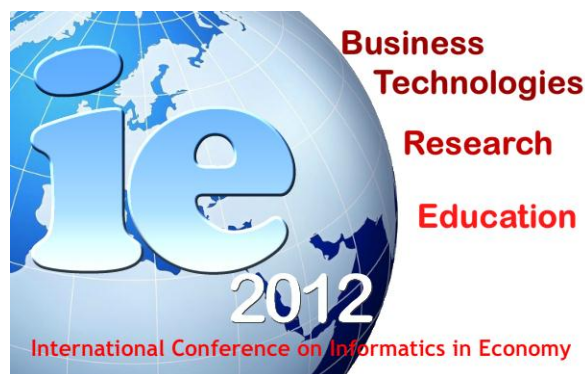 Business
Technologies
Research
Education
ie
2012
International Conference on Informatics in Economy